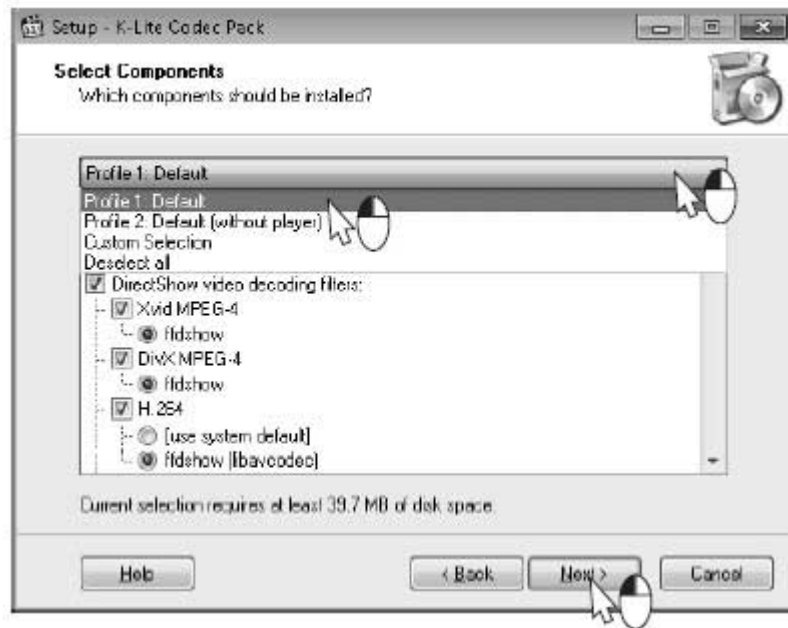 Setup - K-Lite Codec Pack
Select Components
Which components should be installed?
Profile 1: Default
Profile 1: Default
Profile 2: Default (without player)
Custom Selection
Deselect all
DirectShow video decoding filters:
Xvid MPEG-4
ffdshow
DivX MPEG-4
ffdshow
H.264
[use system default]
ffdshow (libavcodec)
Current selection requires at least 39.7 MB of disk space.
Help
< Back
Next >
Cancel